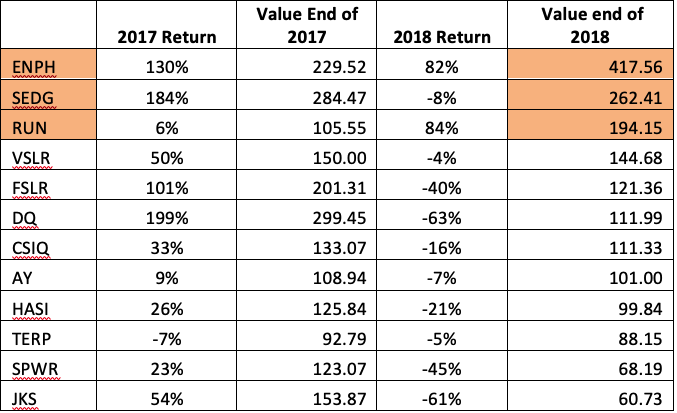 2017 Return Value End of 2017 2018 Return Value end of 2018
ENPH 130% 229.52 82% 417.56
SEDG 184% 284.47 -8% 262.41
RUN 6% 105.55 84% 194.15
VSLR 50% 150.00 -4% 144.68
FSLR 101% 201.31 -40% 121.36
DQ 199% 299.45 -63% 111.99
CSIQ 33% 133.07 -16% 111.33
AY 9% 108.94 -7% 101.00
HASI 26% 125.84 -21% 99.84
TERP -7% 92.79 -5% 88.15
SPWR 23% 123.07 -45% 68.19
JKS 54% 153.87 -61% 60.73